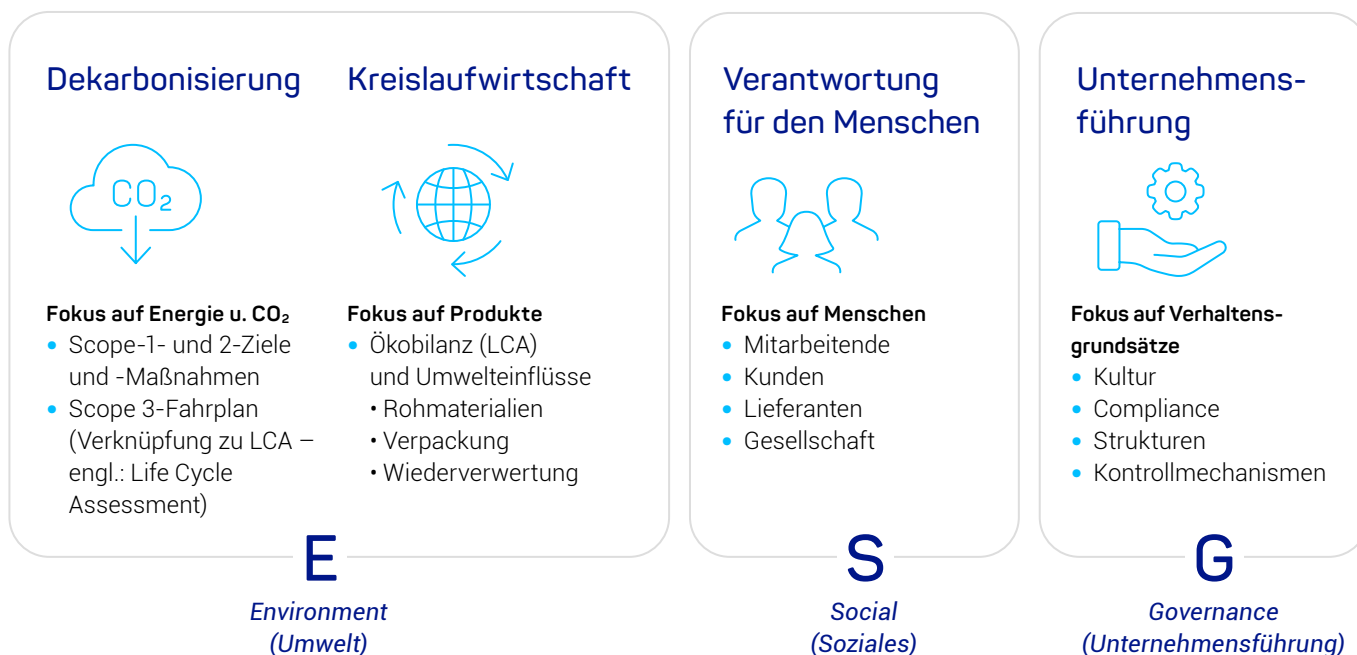 Dekarbonisierung
CO₂
Fokus auf Energie u. CO₂
• Scope-1- und 2-Ziele
und -Maßnahmen
• Scope 3-Fahrplan
(Verknüpfung zu LCA –
engl.: Life Cycle
Assessment)
Kreislaufwirtschaft
Fokus auf Produkte
• Ökobilanz (LCA)
und Umwelteinflüsse
• Rohmaterialien
• Verpackung
• Wiederverwertung
E
Environment
(Umwelt)
Verantwortung
für den Menschen
Fokus auf Menschen
• Mitarbeitende
• Kunden
• Lieferanten
• Gesellschaft
S
Social
(Soziales)
Unternehmens-
führung
Fokus auf Verhaltens-
grundsätze
• Kultur
• Compliance
• Strukturen
• Kontrollmechanismen
G
Governance
(Unternehmensführung)